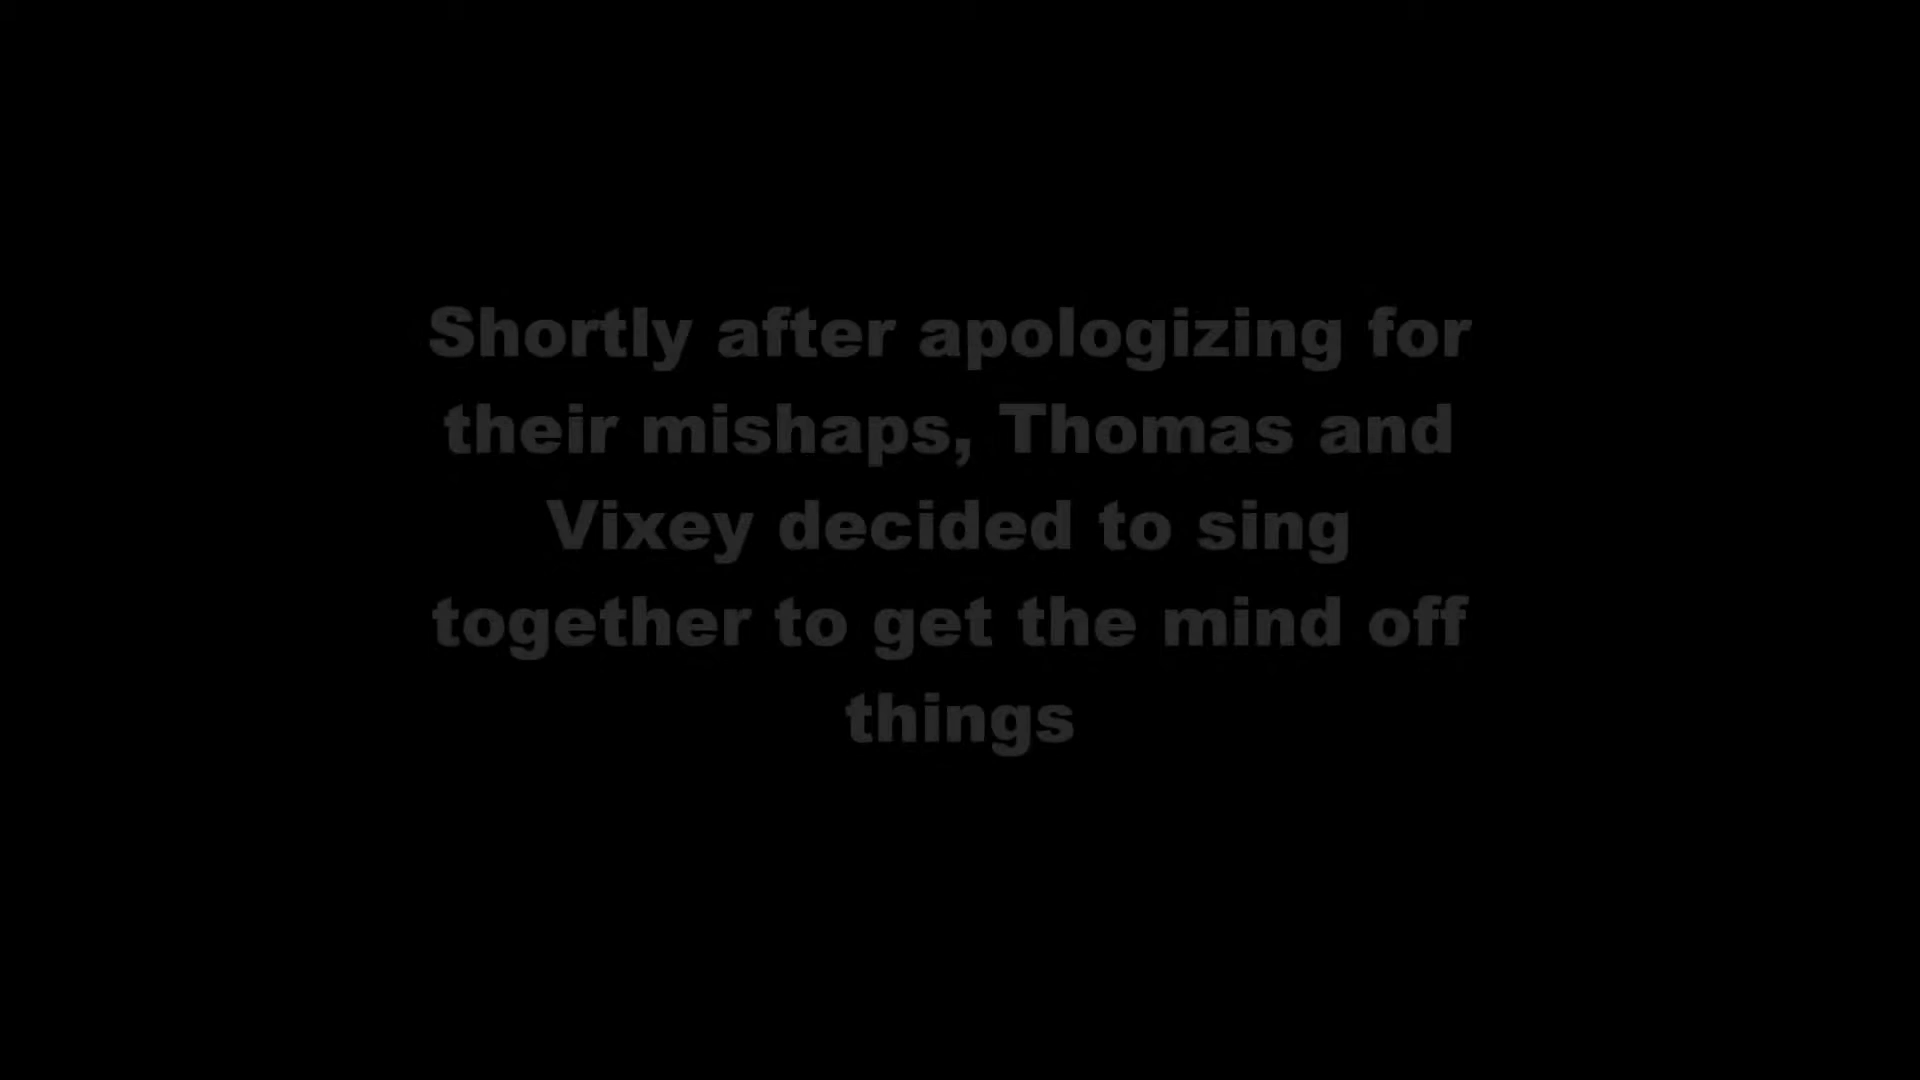 Shortly after apologizing for
their mishaps, Thomas and
Vixey decided to sing
together to get the mind off
things